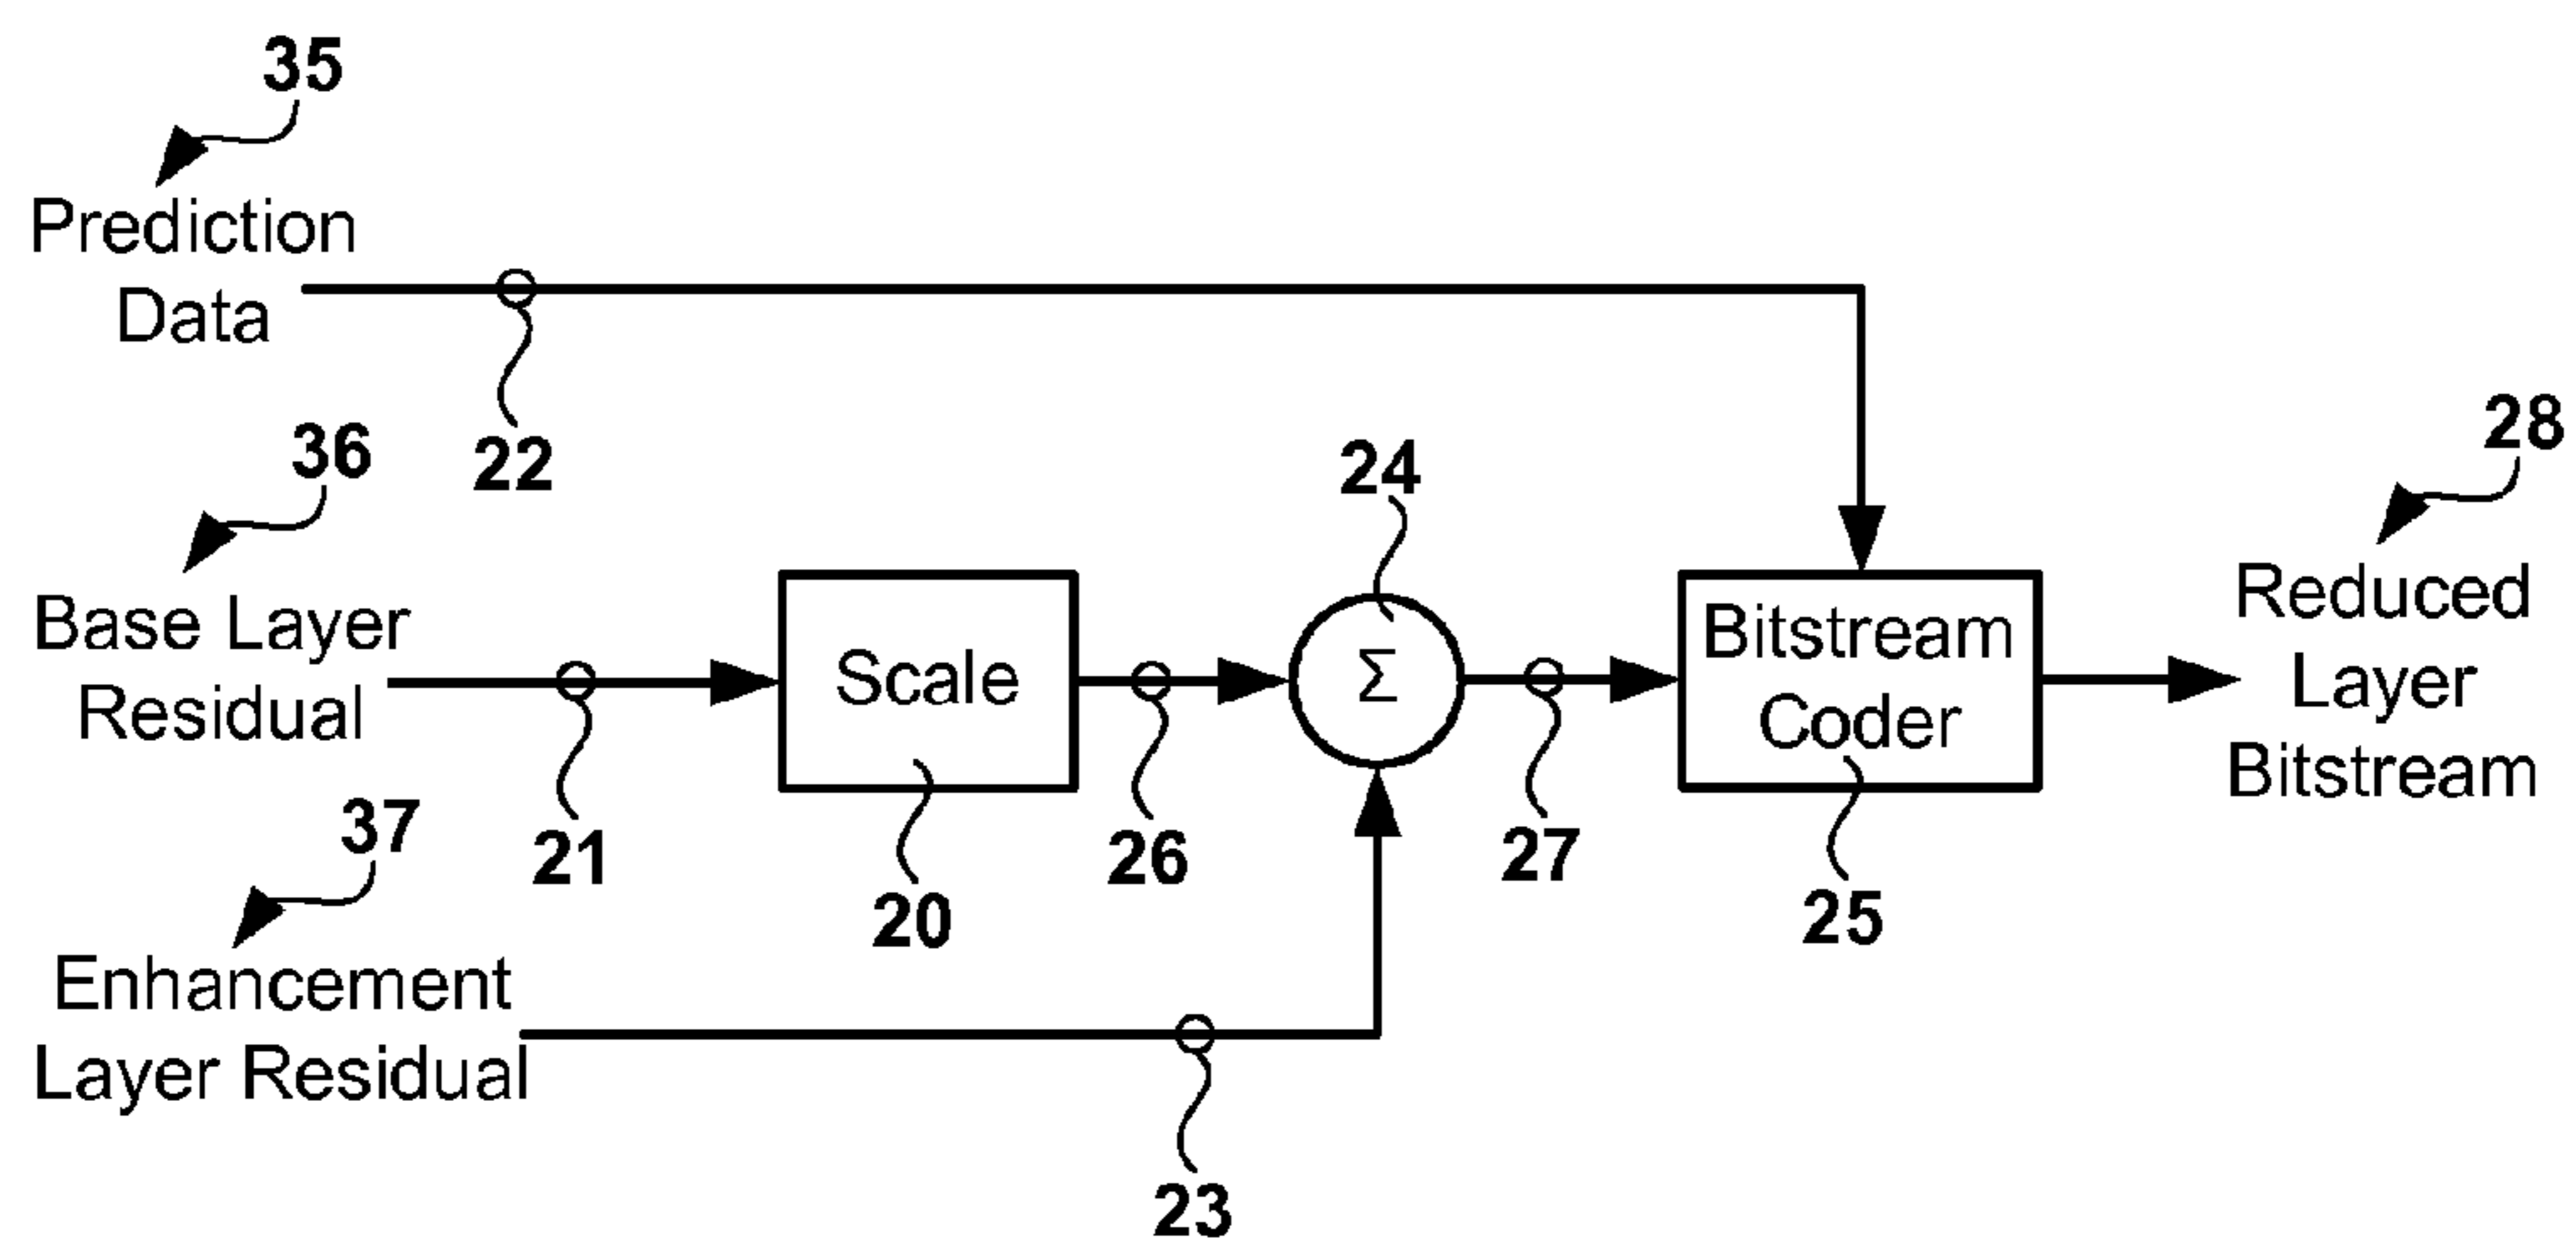 35
Prediction
Data
22
36
Base Layer
Residual
21
Scale
20
26
24
Σ
27
Bitstream
Coder
25
28
Reduced
Layer
Bitstream
37
Enhancement
Layer Residual
23